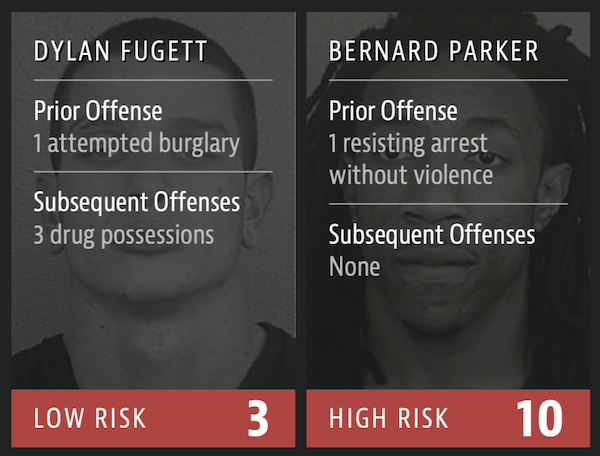 DYLAN FUGETT
Prior Offense
1 attempted burglary
Subsequent Offenses
3 drug possessions
LOW RISK 3
BERNARD PARKER
Prior Offense
1 resisting arrest
without violence
Subsequent Offenses
None
HIGH RISK 10